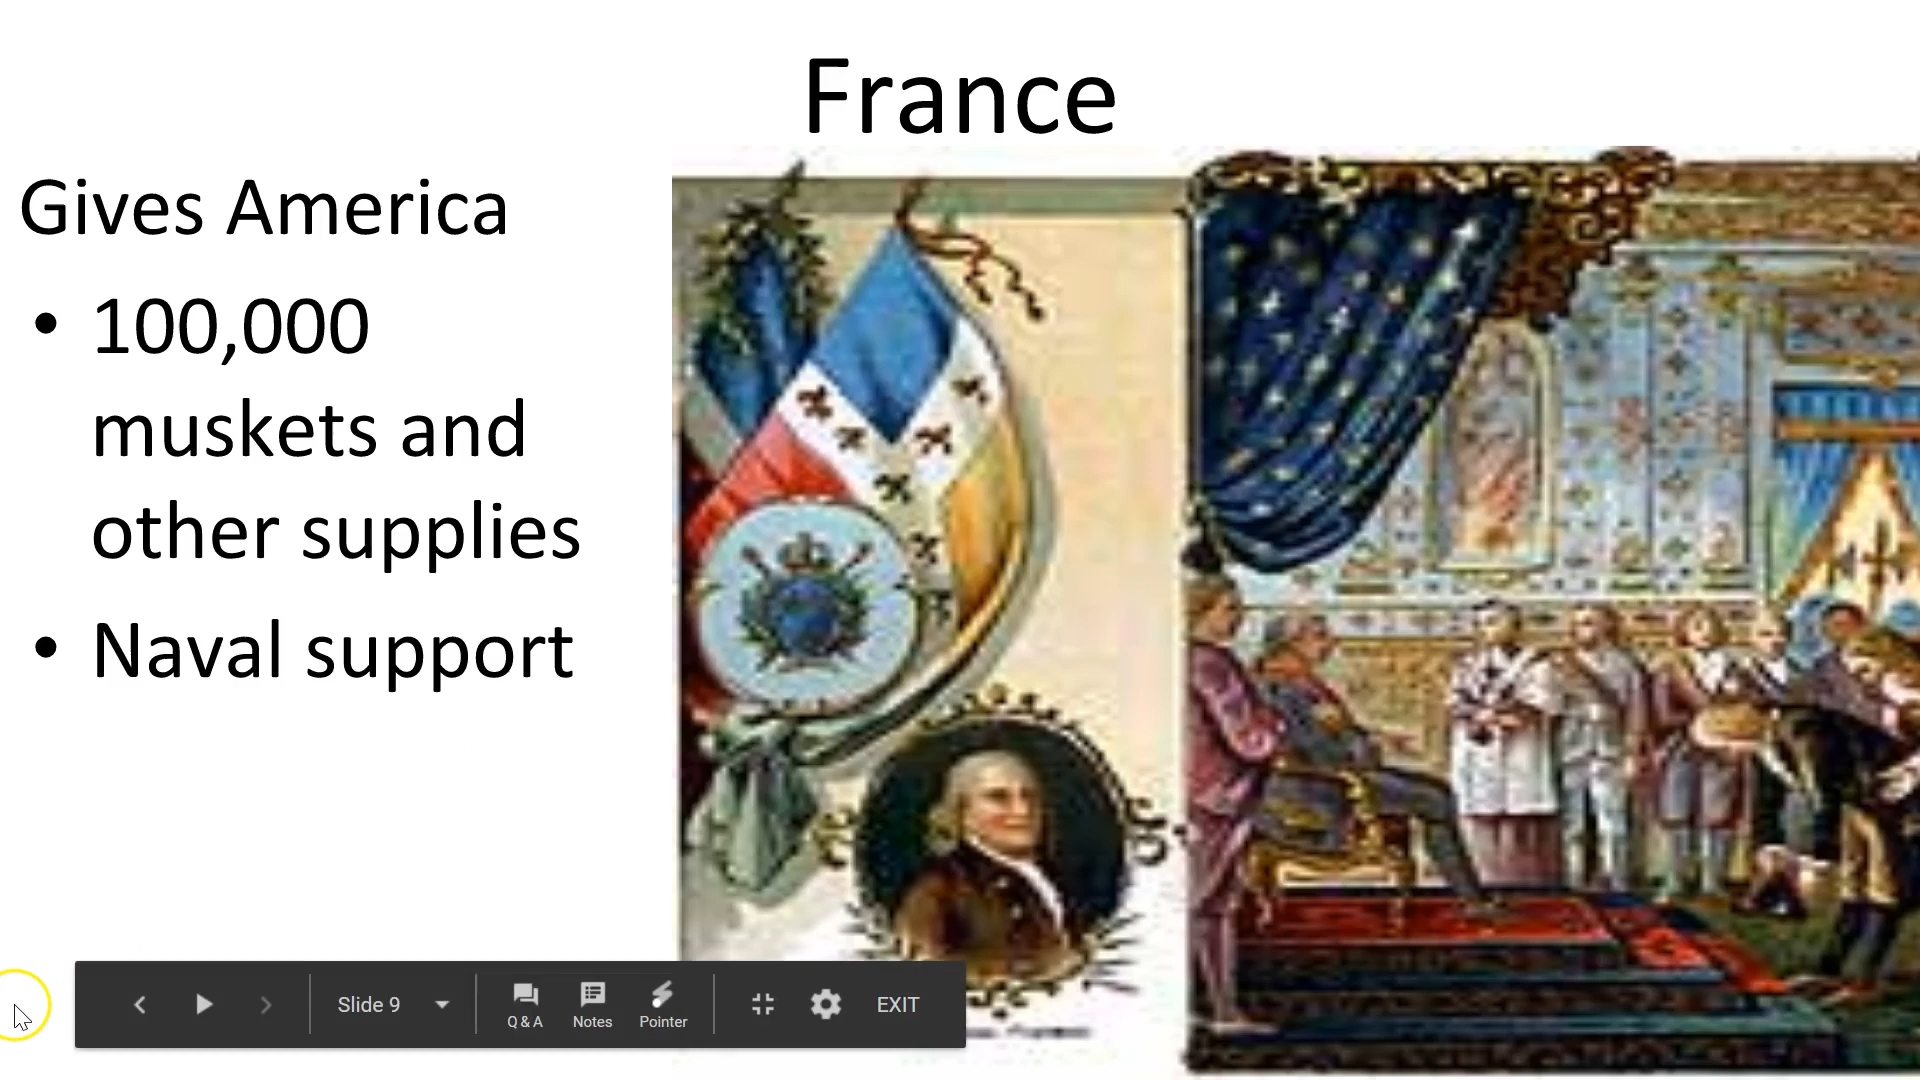 France
Gives America
• 100,000
muskets and
other supplies
• Naval support
Slide 9
Q & A
Notes
Pointer
EXIT